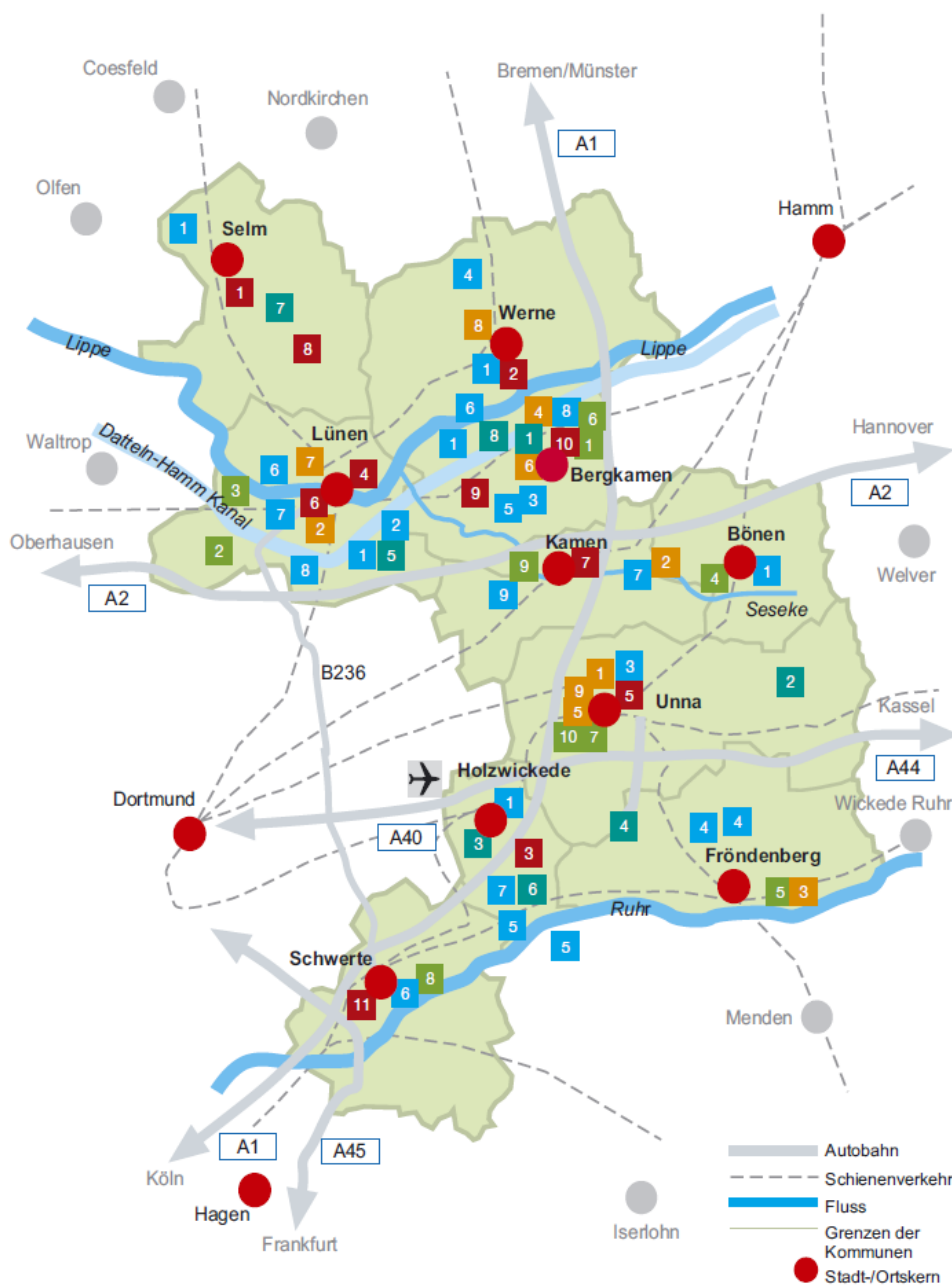 Coesfeld
Bremen/Münster
Nordkirchen
A1
Olfen
Hamm
1
Selm
4
1
7
8
Werne
8
Lippe
Lippe
1
2
6
4
8
6
Lünen
1
8
1
10
1
Hannover
Waltrop
Datteln-Hamm Kanal
6
7
4
6
Bergkamen
3
6
9
5
3
A2
7
2
2
Oberhausen
2
1
5
Kamen
Bönen
8
9
7
7
2
4
1
Welver
A2
9
Seseke
B236
1
3
2
9
5
5
Unna
Kassel
10
7
Holzwickede
A44
Dortmund
1
Wickede Ruhr
A40
4
4
4
3
3
Fröndenberg
7
6
5
3
Ruhr
5
5
Schwerte
8
6
11
Menden
A1
A45
Autobahn
Köln
Schienenverkehr
Hagen
Fluss
Iserlohn
Grenzen der
Kommunen
Frankfurt
Stadt-/Ortskern